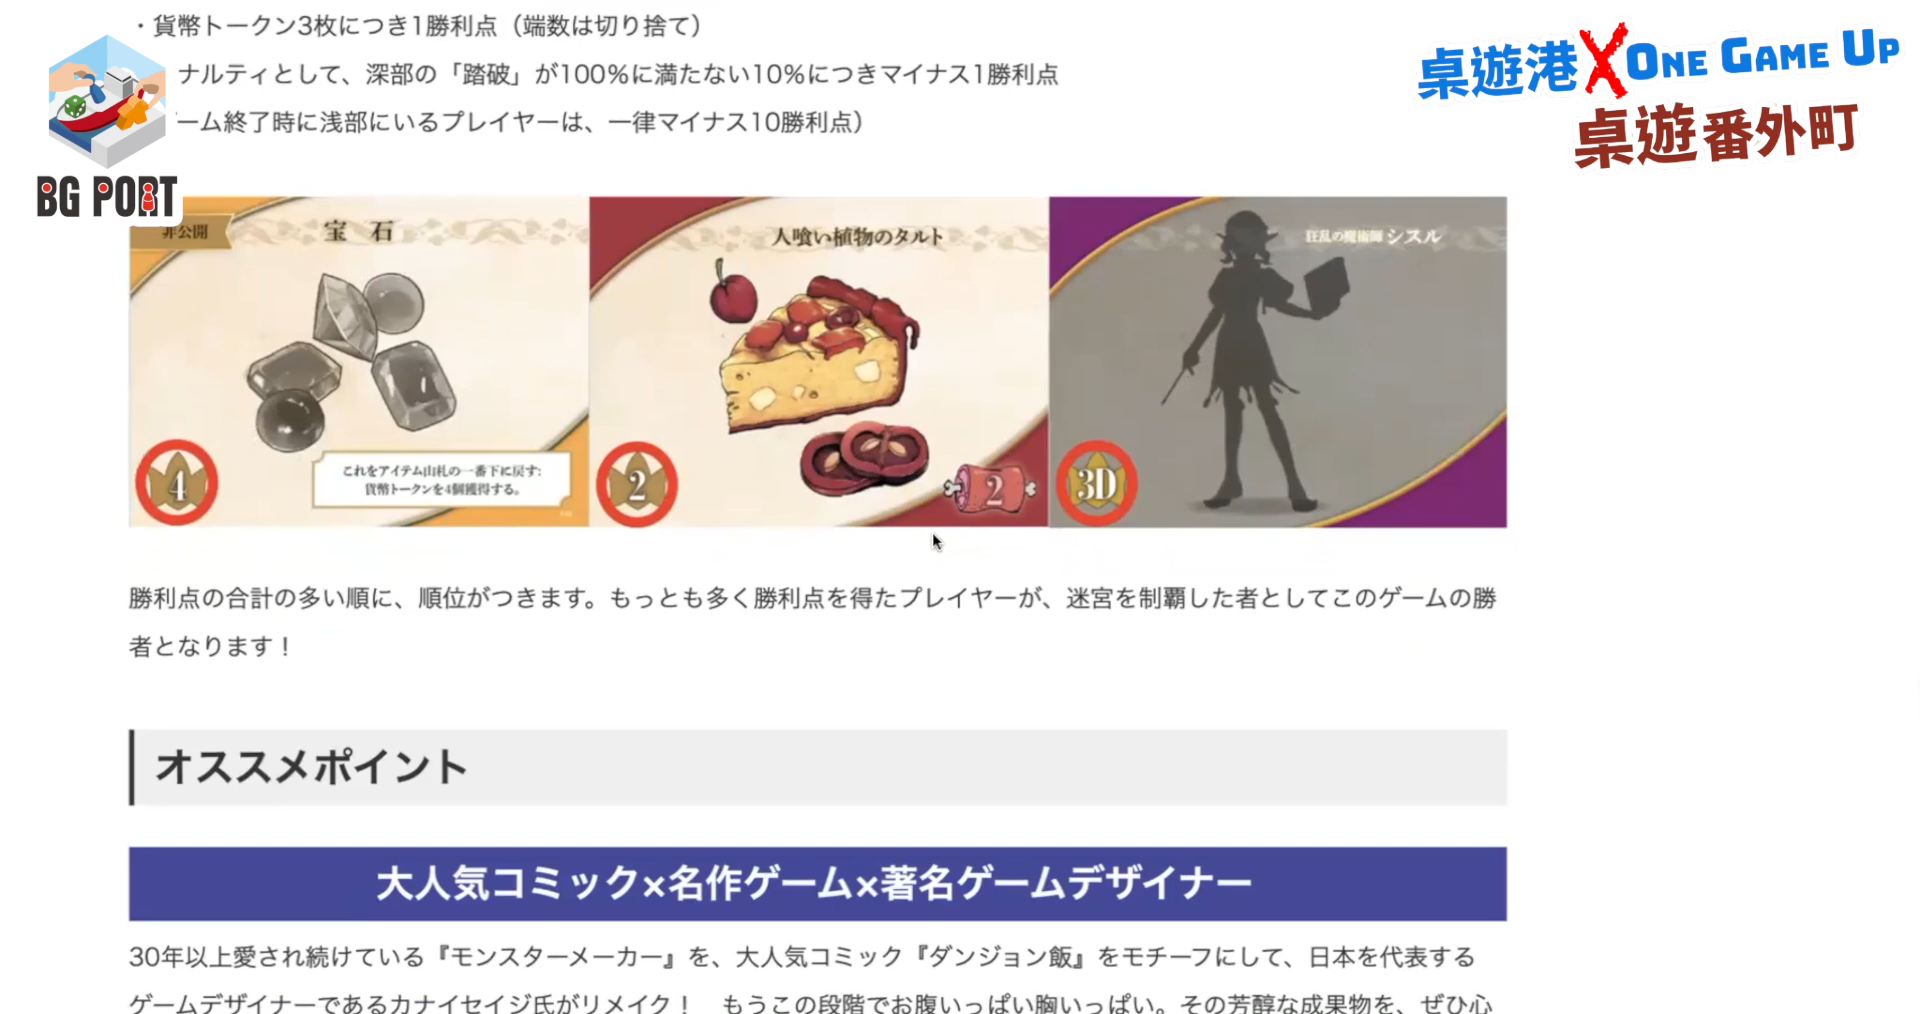 ・貨幣トークン3枚につき1勝利点（端数は切り捨て）
ナルティとして、深部の「踏破」が100%に満たない10%につきマイナス1勝利点
ーム終了時に浅部にいるプレイヤーは、一律マイナス10勝利点）
桌遊港XONE GAME UP
桌遊番外町
BG PORT
非公開
宝石
4
これをアイテム山札の一番下に戻す:
貨幣トークンを4個獲得する。
人喰い植物のタルト
2
2
狂乱の魔術師 シスル
3D
勝利点の合計の多い順に、順位がつきます。もっとも多く勝利点を得たプレイヤーが、迷宮を制覇した者としてこのゲームの勝
者となります！
オススメポイント
大人気コミック×名作ゲーム×著名ゲームデザイナー
30年以上愛され続けている『モンスターメーカー』を、大人気コミック『ダンジョン飯』をモチーフにして、日本を代表する
ゲームデザイナーであるカナイセイジ氏がリメイク！　もうこの段階でお腹いっぱい胸いっぱい。その芳醇な成果物を、ぜひ心